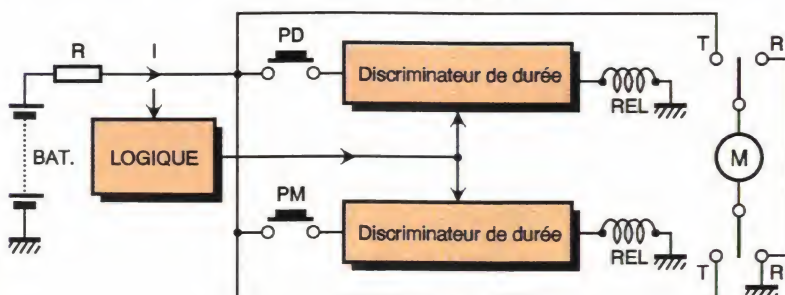 R
I
PD
Discriminateur de durée
REL
T
R
BAT.
LOGIQUE
M
PM
Discriminateur de durée
REL
T
R